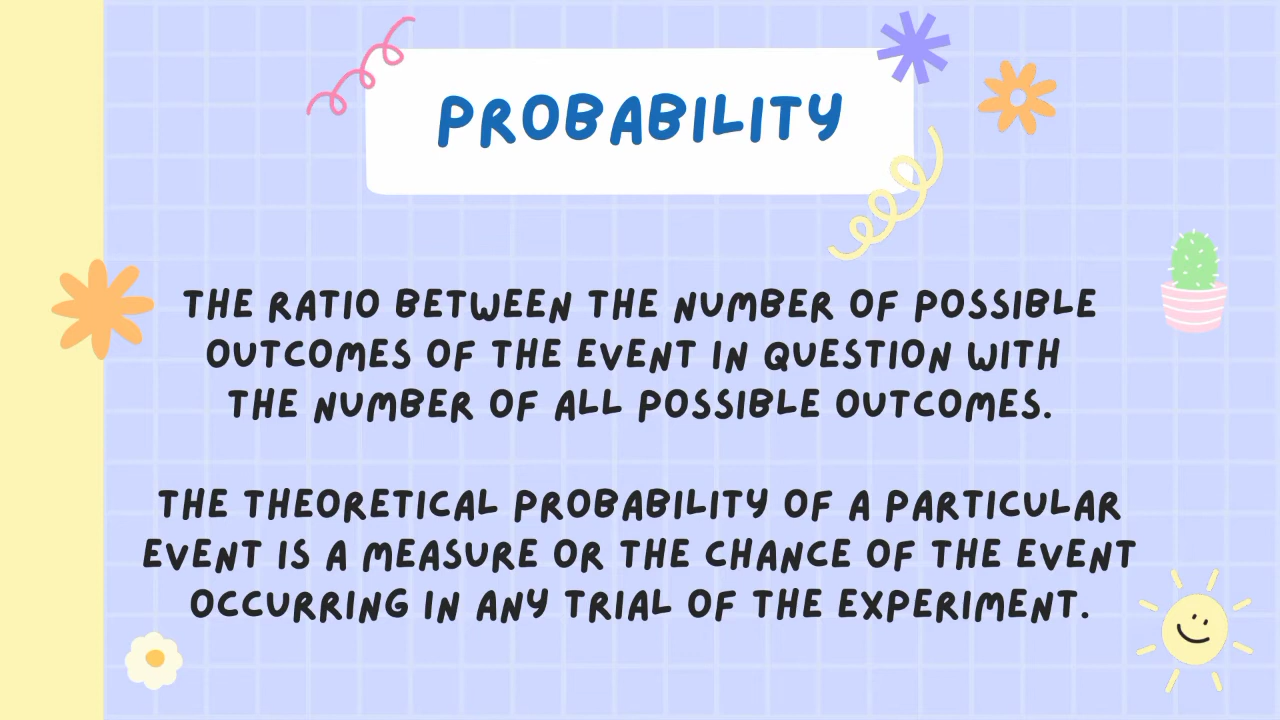 PROBABILITY
THE RATIO BETWEEN THE NUMBER OF POSSIBLE
OUTCOMES OF THE EVENT IN QUESTION WITH
THE NUMBER OF ALL POSSIBLE OUTCOMES.
THE THEORETICAL PROBABILITY OF A PARTICULAR
EVENT IS A MEASURE OR THE CHANCE OF THE EVENT
OCCURRING IN ANY TRIAL OF THE EXPERIMENT.